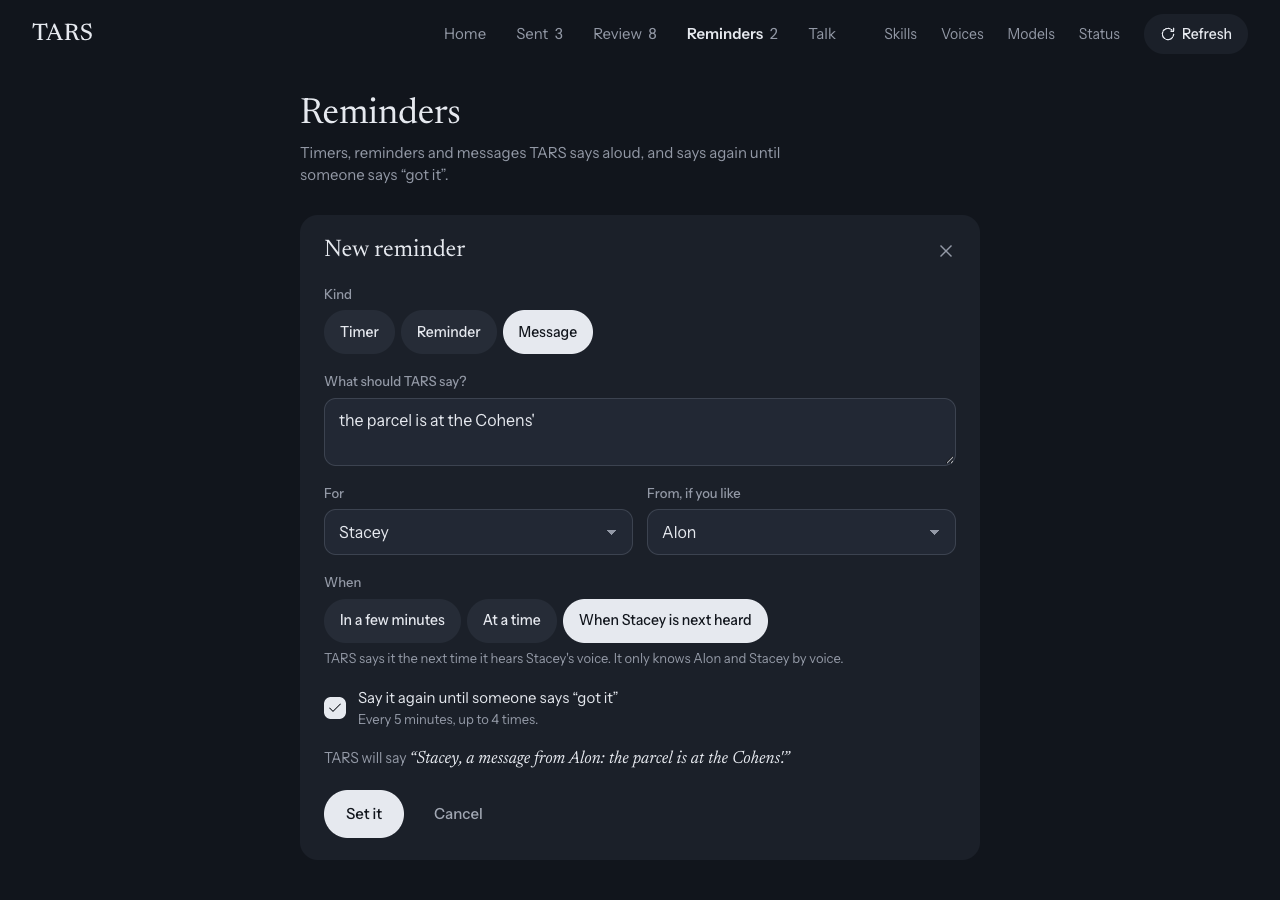 TARS
Home Sent 3 Review 8 Reminders 2 Talk Skills Voices Models Status Refresh
Reminders
Timers, reminders and messages TARS says aloud, and says again until
someone says “got it”.
New reminder
Kind
Timer Reminder Message
What should TARS say?
the parcel is at the Cohens'
For From, if you like
Stacey Alon
When
In a few minutes At a time When Stacey is next heard
TARS says it the next time it hears Stacey's voice. It only knows Alon and Stacey by voice.
Say it again until someone says “got it”
Every 5 minutes, up to 4 times.
TARS will say “Stacey, a message from Alon: the parcel is at the Cohens'.”
Set it Cancel